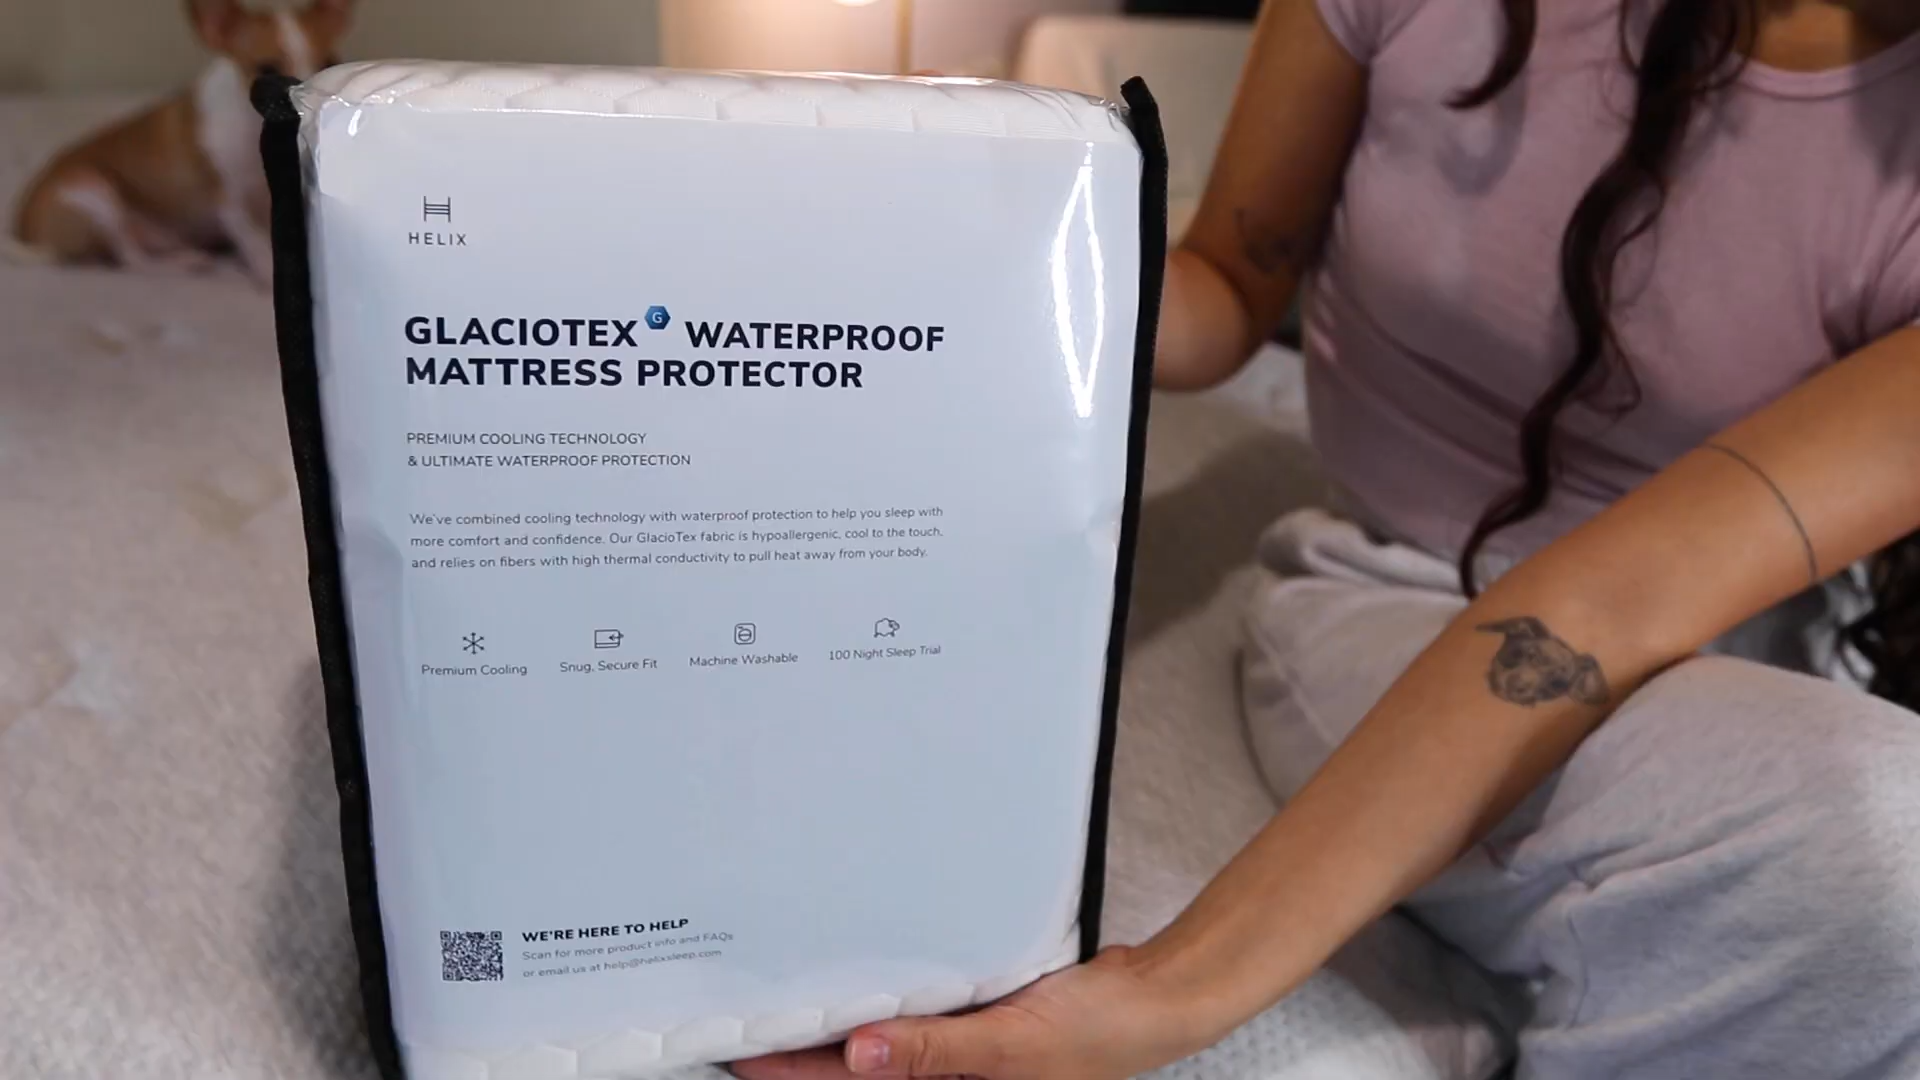 HELIX
GLACIOTEX G WATERPROOF
MATTRESS PROTECTOR
PREMIUM COOLING TECHNOLOGY
& ULTIMATE WATERPROOF PROTECTION
We've combined cooling technology with waterproof protection to help you sleep with
more comfort and confidence. Our GlacioTex fabric is hypoallergenic, cool to the touch,
and relies on fibers with high thermal conductivity to pull heat away from your body.
Premium Cooling
Snug, Secure Fit
Machine Washable
100 Night Sleep Trial
WE'RE HERE TO HELP
Scan for more product info and FAQs
or email us at help@helixsleep.com